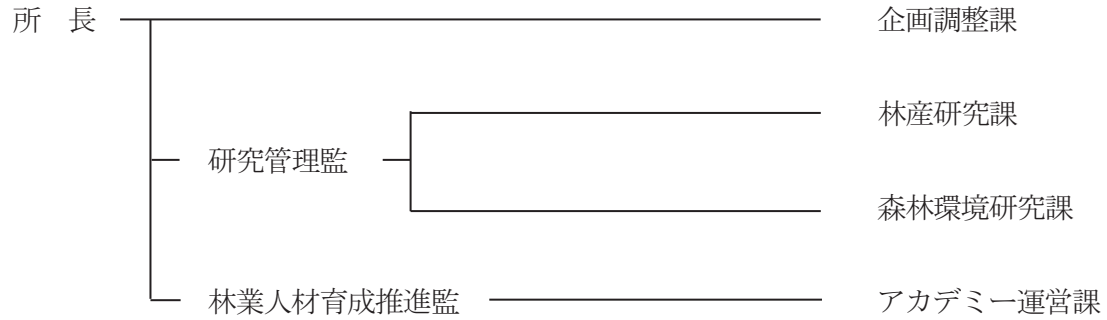 所　長
企画調整課
林産研究課
研究管理監
森林環境研究課
林業人材育成推進監
アカデミー運営課